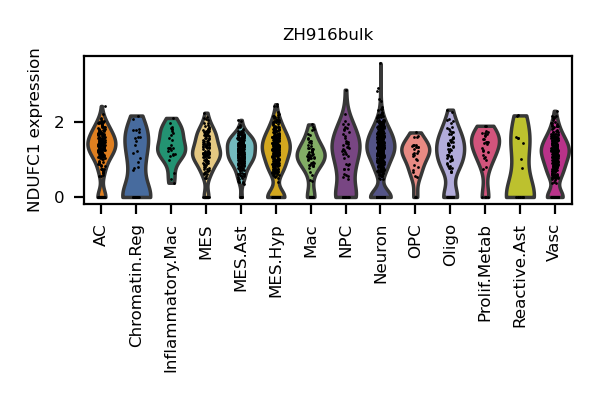 ZH916bulk
NDUFC1 expression
2
0
AC
Chromatin.Reg
Inflammatory.Mac
MES
MES.Ast
MES.Hyp
Mac
NPC
Neuron
OPC
Oligo
Prolif.Metab
Reactive.Ast
Vasc